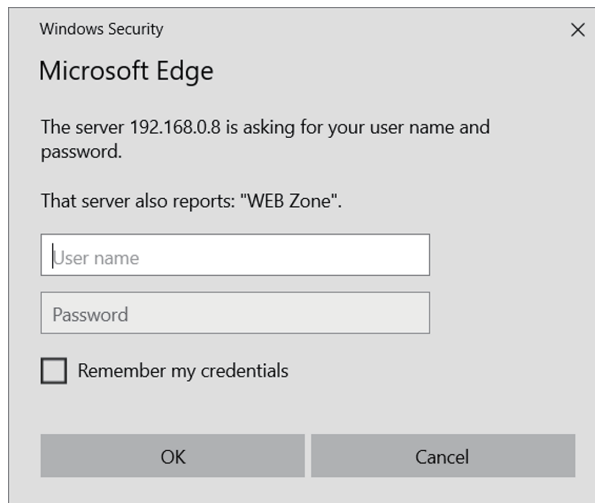 Windows Security
Microsoft Edge
The server 192.168.0.8 is asking for your user name and
password.
That server also reports: "WEB Zone".
User name
Password
Remember my credentials
OK Cancel